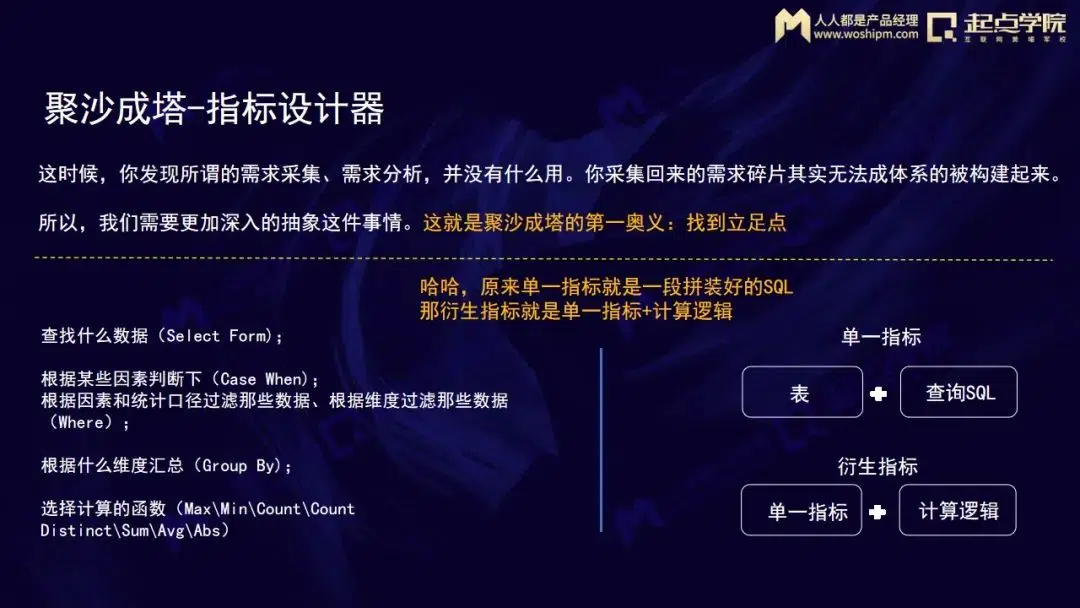 人人都是产品经理
www.woshipm.com
起点学院
互联网黄埔军校
聚沙成塔-指标设计器
这时候，你发现所谓的需求采集、需求分析，并没有什么用。你采集回来的需求碎片其实无法成体系的被构建起来。
所以，我们需要更加深入的抽象这件事情。这就是聚沙成塔的第一奥义：找到立足点
哈哈，原来单一指标就是一段拼装好的SQL
那衍生指标就是单一指标+计算逻辑
查找什么数据（Select Form）；
根据某些因素判断下（Case When）；
根据因素和统计口径过滤那些数据、根据维度过滤那些数据
（Where）；
根据什么维度汇总（Group By）；
选择计算的函数（Max\Min\Count\Count
Distinct\Sum\Avg\Abs）
单一指标
表
查询SQL
衍生指标
单一指标
计算逻辑